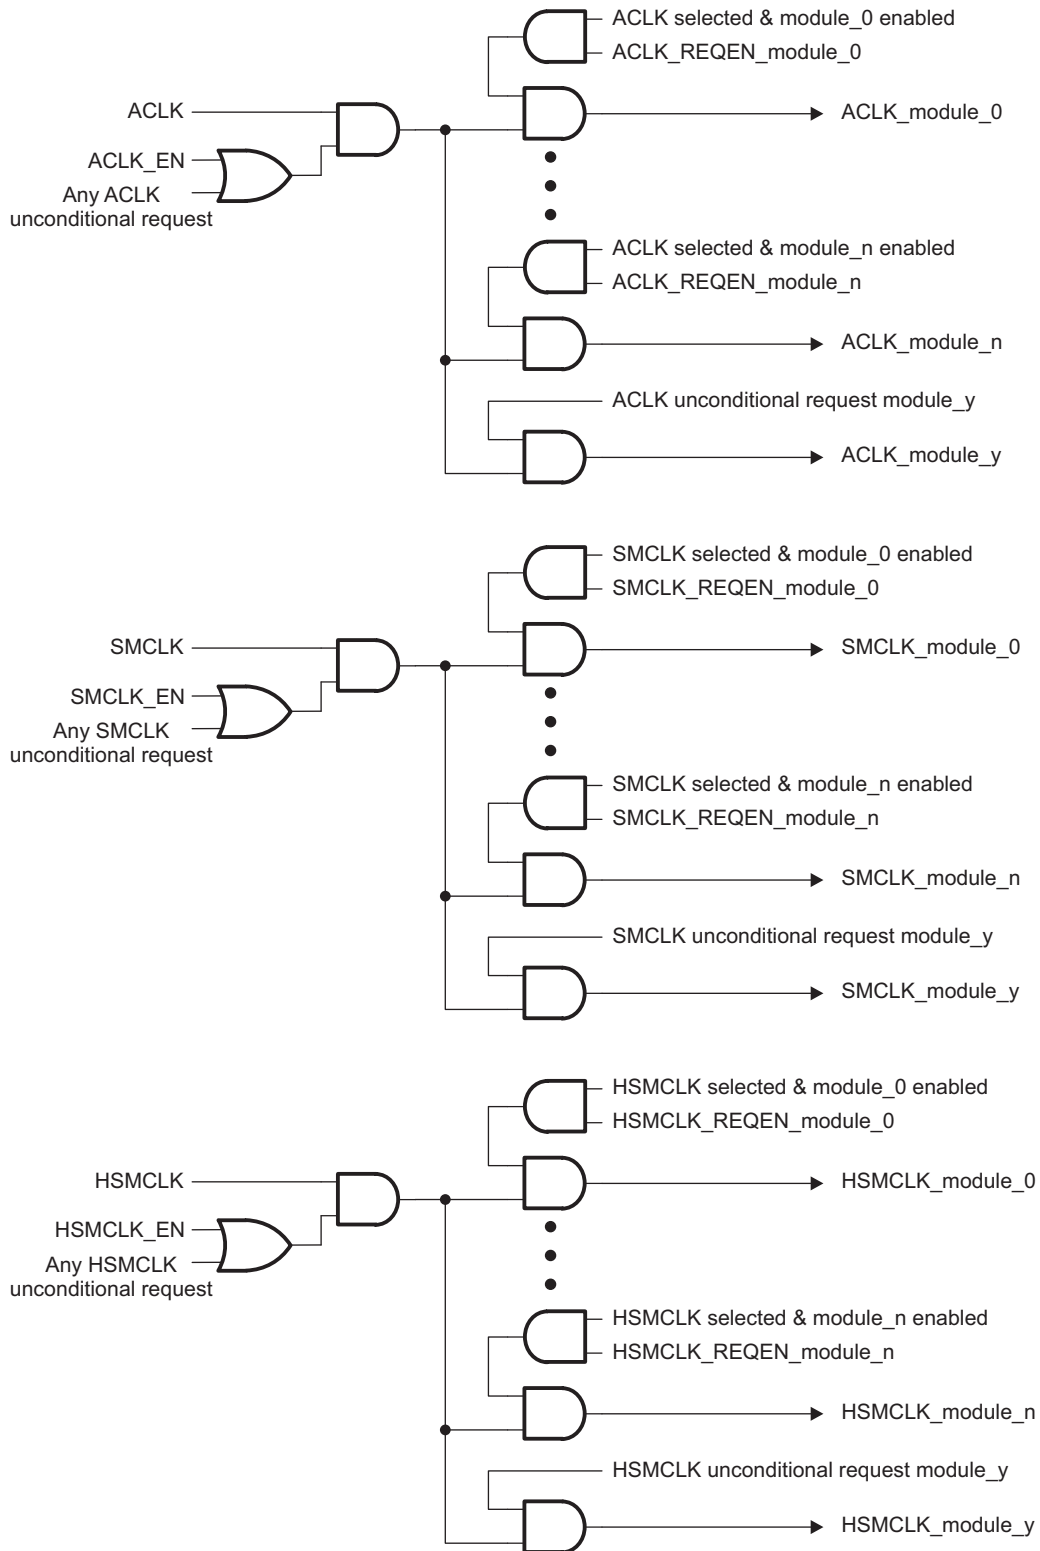 ACLK selected & module_0 enabled
ACLK_REQEN_module_0
ACLK
ACLK_module_0
ACLK_EN
Any ACLK
unconditional request
ACLK selected & module_n enabled
ACLK_REQEN_module_n
ACLK_module_n
ACLK unconditional request module_y
ACLK_module_y
SMCLK selected & module_0 enabled
SMCLK_REQEN_module_0
SMCLK
SMCLK_module_0
SMCLK_EN
Any SMCLK
unconditional request
SMCLK selected & module_n enabled
SMCLK_REQEN_module_n
SMCLK_module_n
SMCLK unconditional request module_y
SMCLK_module_y
HSMCLK selected & module_0 enabled
HSMCLK_REQEN_module_0
HSMCLK
HSMCLK_module_0
HSMCLK_EN
Any HSMCLK
unconditional request
HSMCLK selected & module_n enabled
HSMCLK_REQEN_module_n
HSMCLK_module_n
HSMCLK unconditional request module_y
HSMCLK_module_y